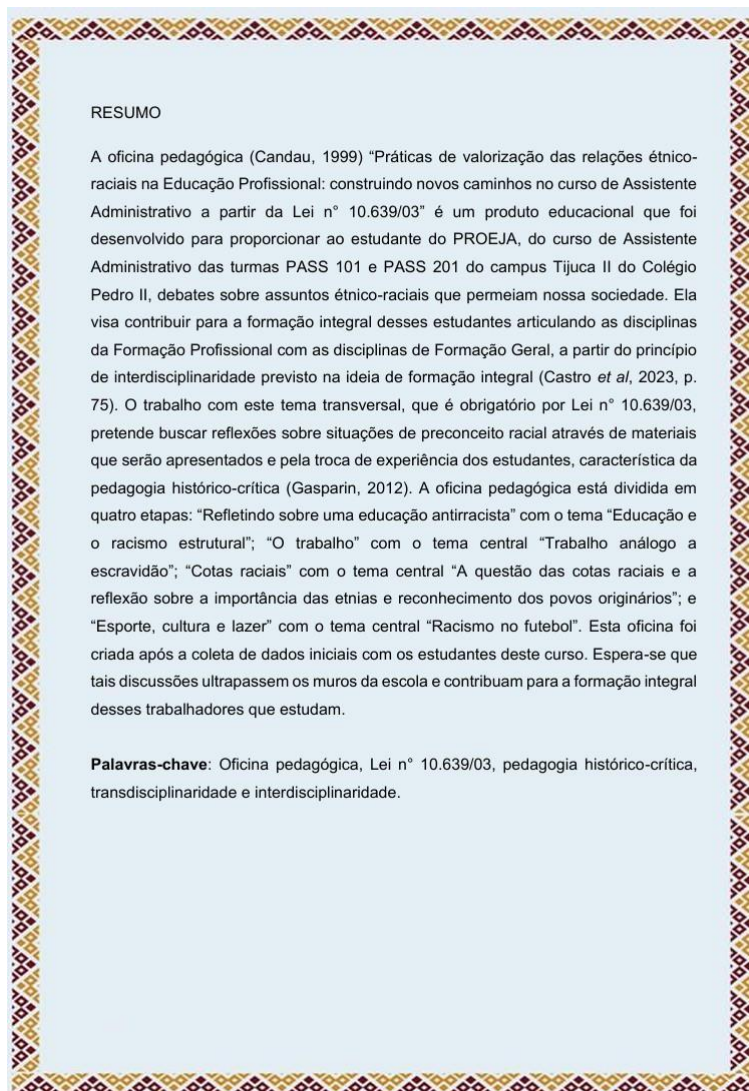 RESUMO
A oficina pedagógica (Candau, 1999) “Práticas de valorização das relações étnico-
raciais na Educação Profissional: construindo novos caminhos no curso de Assistente
Administrativo a partir da Lei n° 10.639/03” é um produto educacional que foi
desenvolvido para proporcionar ao estudante do PROEJA, do curso de Assistente
Administrativo das turmas PASS 101 e PASS 201 do campus Tijuca II do Colégio
Pedro II, debates sobre assuntos étnico-raciais que permeiam nossa sociedade. Ela
visa contribuir para a formação integral desses estudantes articulando as disciplinas
da Formação Profissional com as disciplinas de Formação Geral, a partir do princípio
de interdisciplinaridade previsto na ideia de formação integral (Castro et al, 2023, p.
75). O trabalho com este tema transversal, que é obrigatório por Lei n° 10.639/03,
pretende buscar reflexões sobre situações de preconceito racial através de materiais
que serão apresentados e pela troca de experiência dos estudantes, característica da
pedagogia histórico-crítica (Gasparin, 2012). A oficina pedagógica está dividida em
quatro etapas: “Refletindo sobre uma educação antirracista” com o tema “Educação e
o racismo estrutural”; “O trabalho” com o tema central “Trabalho análogo a
escravidão”; “Cotas raciais” com o tema central “A questão das cotas raciais e a
reflexão sobre a importância das etnias e reconhecimento dos povos originários”; e
“Esporte, cultura e lazer” com o tema central “Racismo no futebol”. Esta oficina foi
criada após a coleta de dados iniciais com os estudantes deste curso. Espera-se que
tais discussões ultrapassem os muros da escola e contribuam para a formação integral
desses trabalhadores que estudam.
Palavras-chave: Oficina pedagógica, Lei n° 10.639/03, pedagogia histórico-crítica,
transdisciplinaridade e interdisciplinaridade.